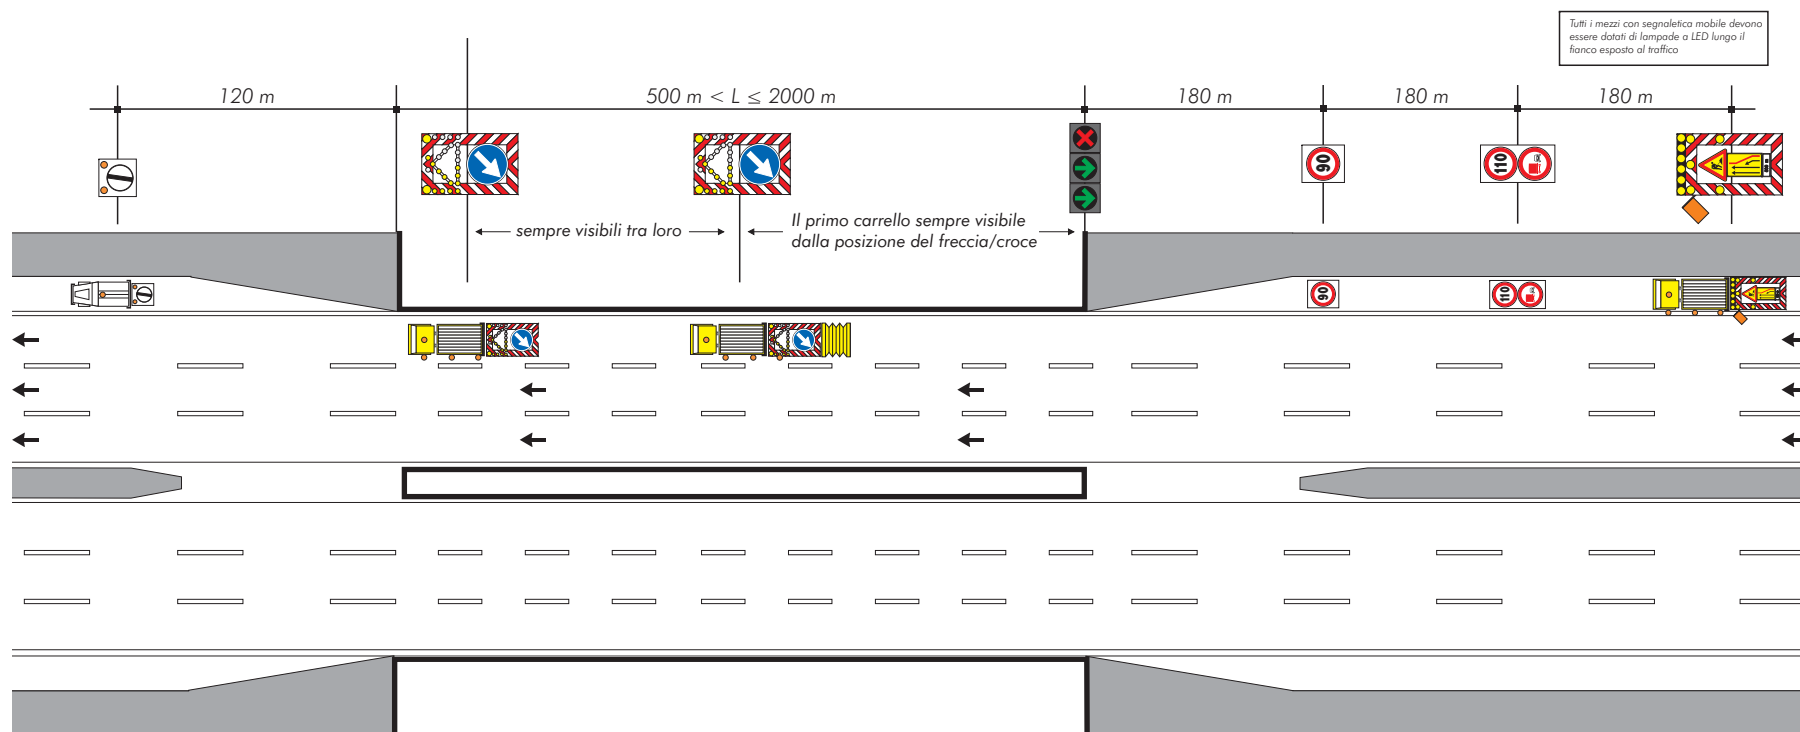 Tutti i mezzi con segnaletica mobile devono
essere dotati di lampade a LED lungo il
fianco esposto al traffico
120 m
500 m < L ≤ 2000 m
180 m
180 m
180 m
90
110
sempre visibili tra loro
Il primo carrello sempre visibile
dalla posizione del freccia/croce
90
110